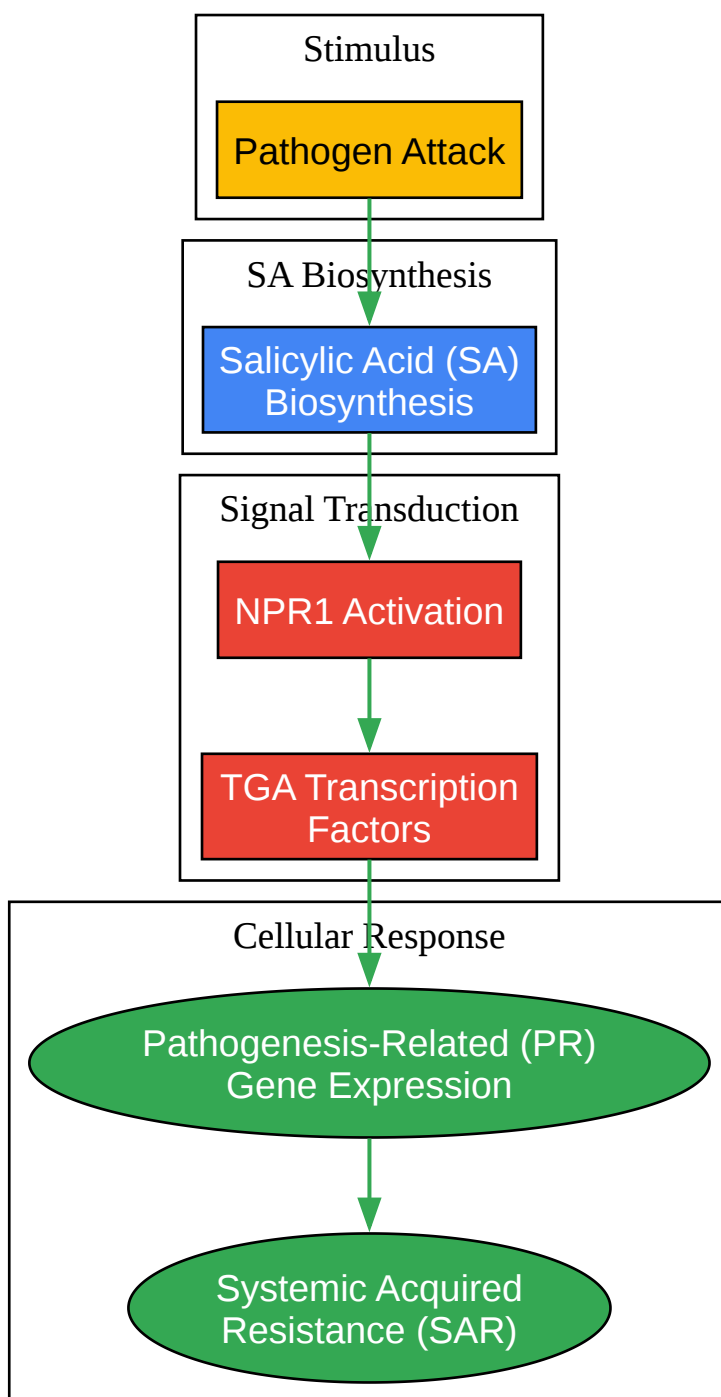 Stimulus
Pathogen Attack
SA Biosynthesis
Salicylic Acid (SA)
Biosynthesis
Signal Transduction
NPR1 Activation
TGA Transcription
Factors
Cellular Response
Pathogenesis-Related (PR)
Gene Expression
Systemic Acquired
Resistance (SAR)